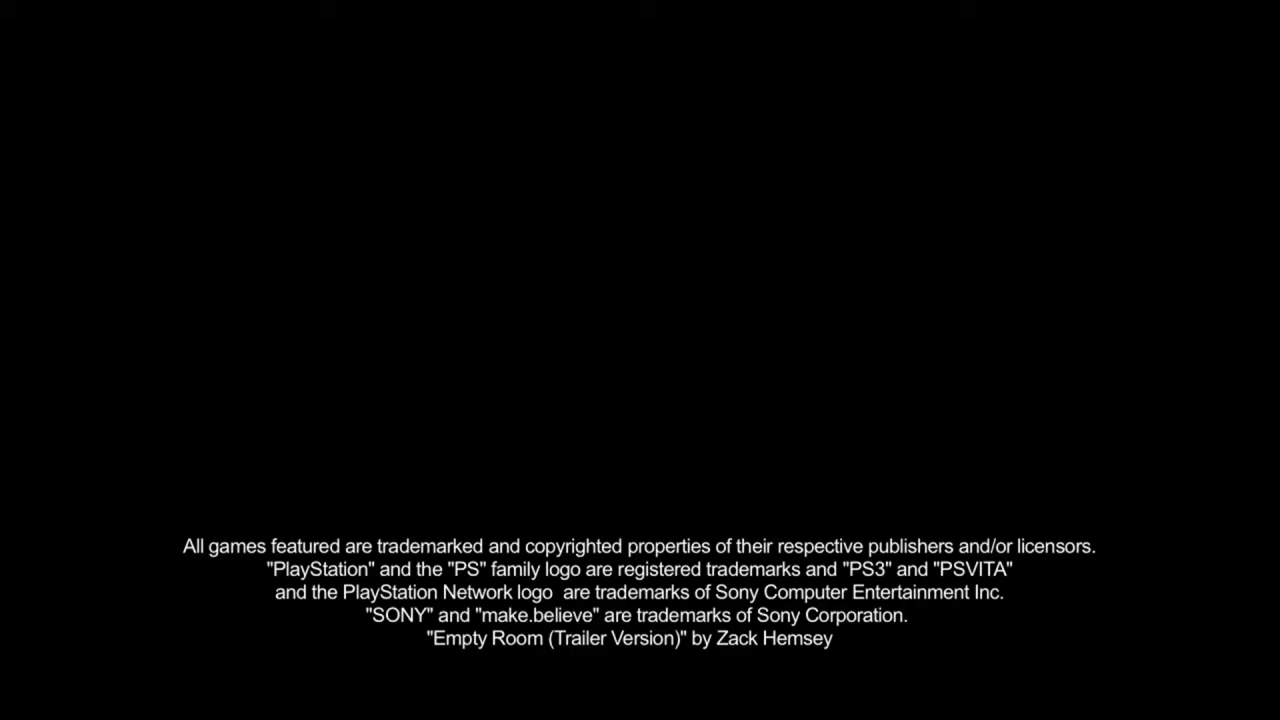 All games featured are trademarked and copyrighted properties of their respective publishers and/or licensors.
"PlayStation" and the "PS" family logo are registered trademarks and "PS3" and "PSVITA"
and the PlayStation Network logo  are trademarks of Sony Computer Entertainment Inc.
"SONY" and "make.believe" are trademarks of Sony Corporation.
"Empty Room (Trailer Version)" by Zack Hemsey